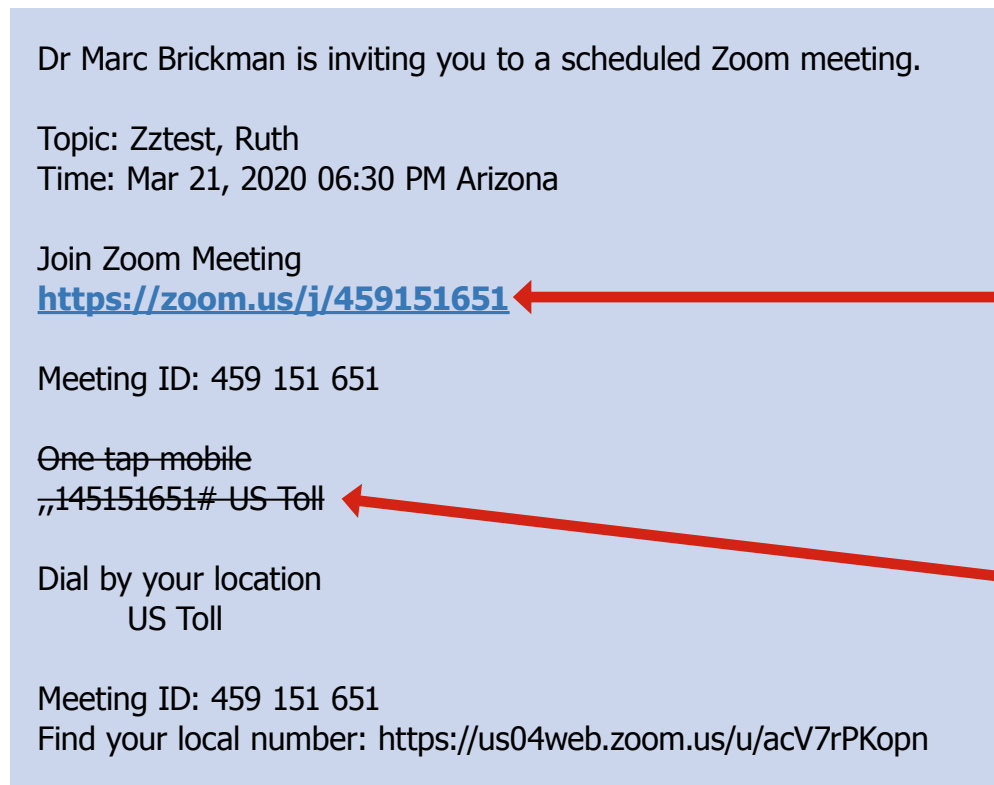 Dr Marc Brickman is inviting you to a scheduled Zoom meeting.
Topic: Zztest, Ruth
Time: Mar 21, 2020 06:30 PM Arizona
Join Zoom Meeting
https://zoom.us/j/459151651
Meeting ID: 459 151 651
One tap mobile
,,145151651# US Toll
Dial by your location
US Toll
Meeting ID: 459 151 651
Find your local number: https://us04web.zoom.us/u/acV7rPKopn